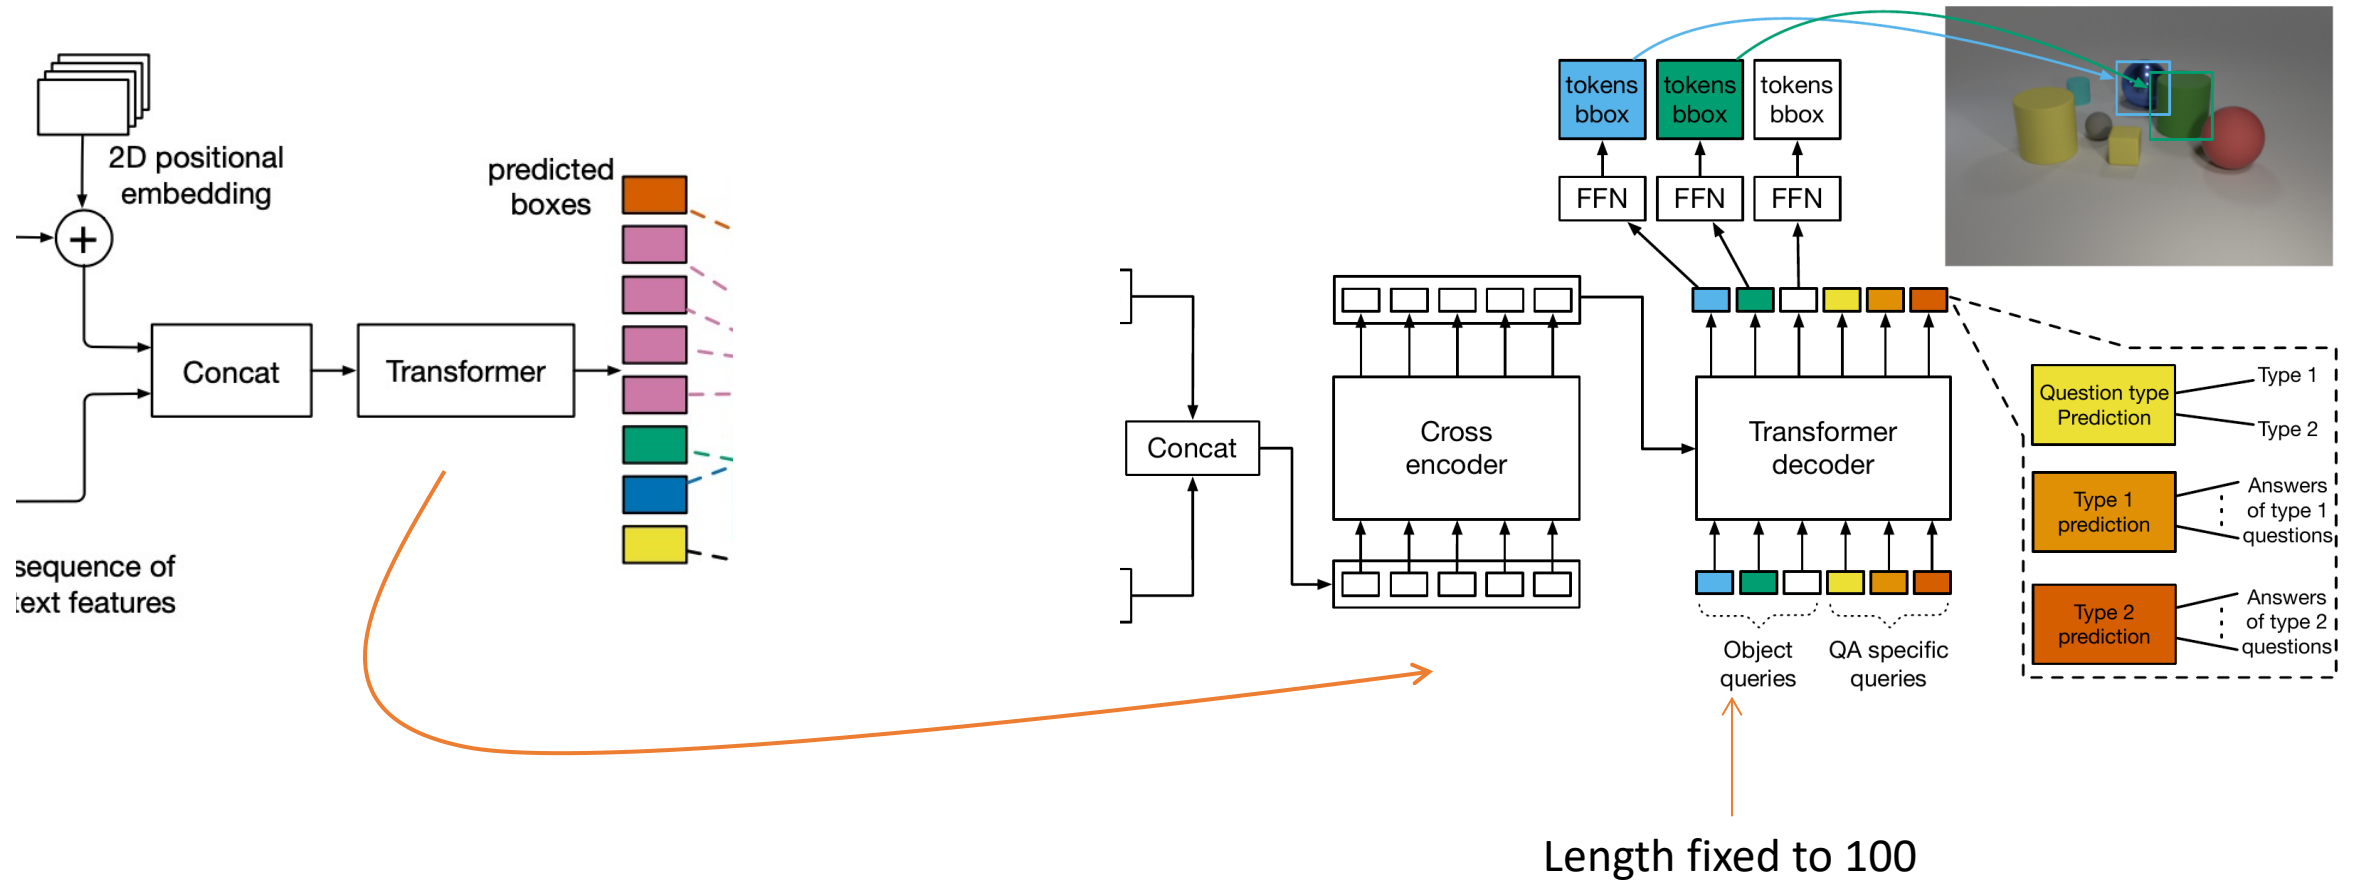 2D positional
embedding
+
Concat
Transformer
predicted
boxes
sequence of
text features
Concat
Cross
encoder
tokens
bbox
tokens
bbox
tokens
bbox
FFN
FFN
FFN
Transformer
decoder
Object
queries
QA specific
queries
Question type
Prediction
Type 1
Type 2
Type 1
prediction
Answers
of type 1
questions
Type 2
prediction
Answers
of type 2
questions
Length fixed to 100